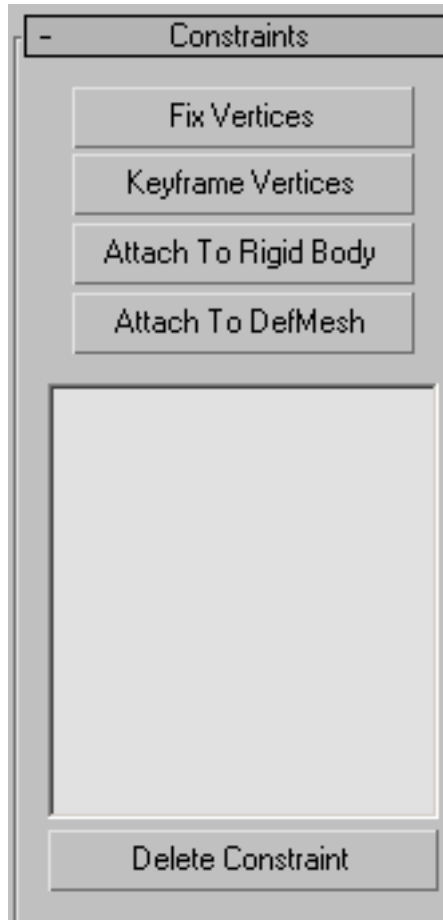 - Constraints
Fix Vertices
Keyframe Vertices
Attach To Rigid Body
Attach To DefMesh
Delete Constraint